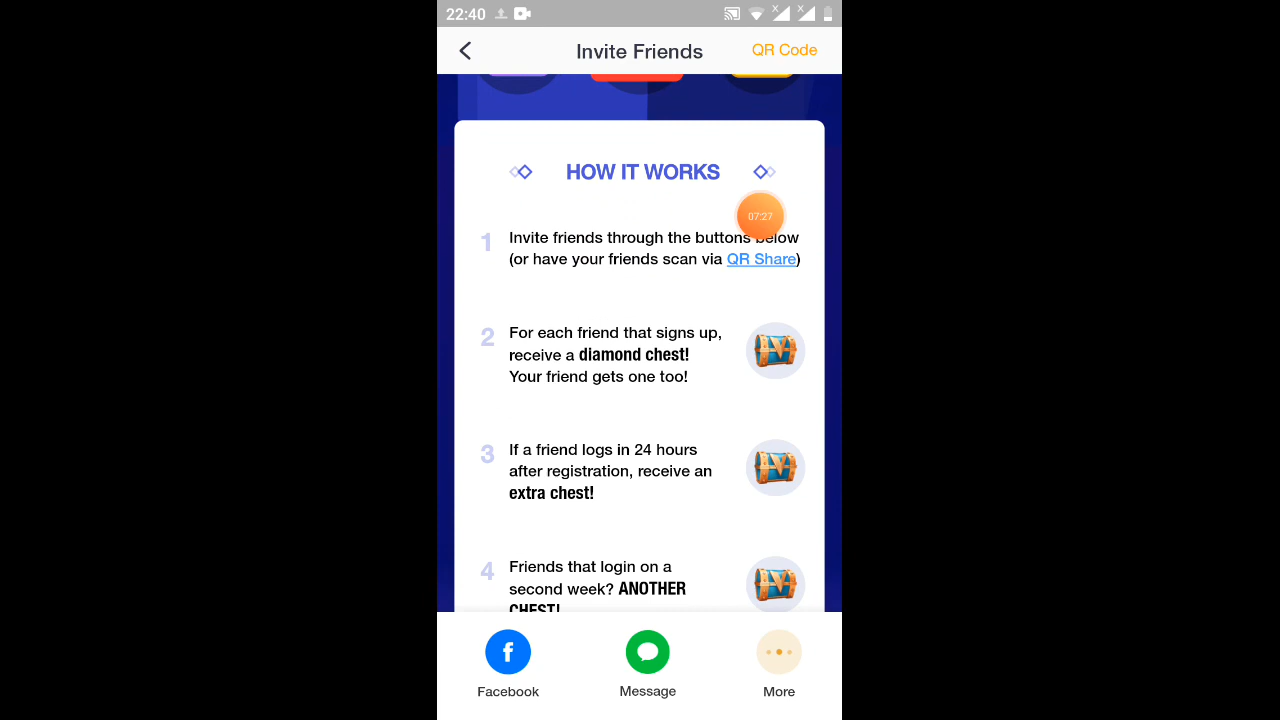 22:40
Invite Friends
QR Code
HOW IT WORKS
07:27
1
Invite friends through the buttons below
(or have your friends scan via QR Share)
2
For each friend that signs up,
receive a diamond chest!
Your friend gets one too!
3
If a friend logs in 24 hours
after registration, receive an
extra chest!
4
Friends that login on a
second week? ANOTHER
CHEST!
Facebook
Message
More